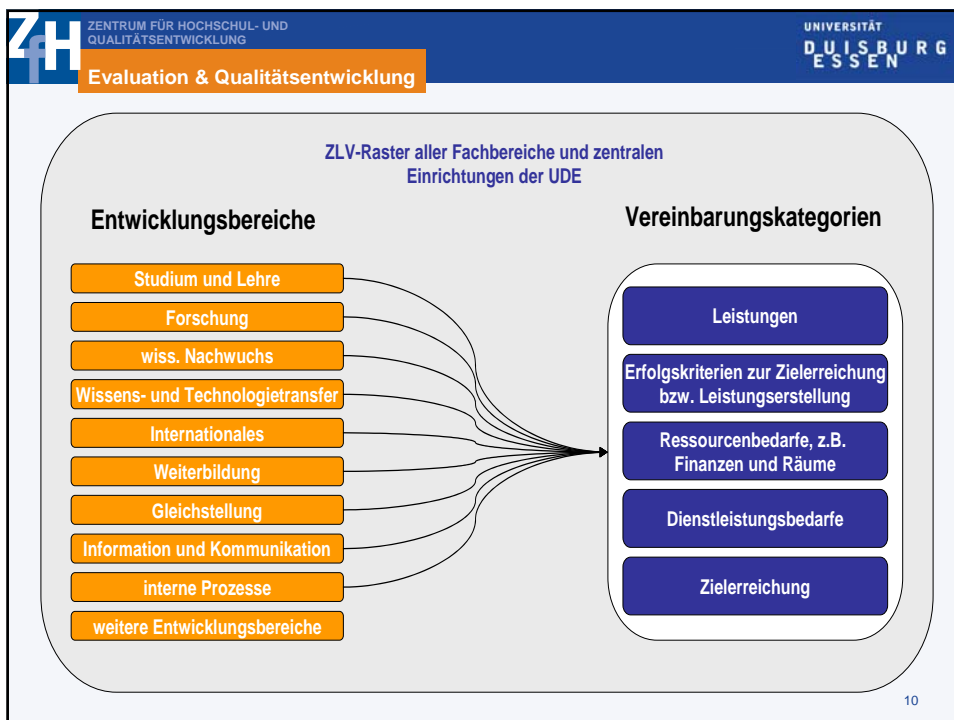 ZfH
ZENTRUM FÜR HOCHSCHUL- UND
QUALITÄTSENTWICKLUNG
Evaluation & Qualitätsentwicklung
UNIVERSITÄT
DUISBURG
ESSEN
ZLV-Raster aller Fachbereiche und zentralen
Einrichtungen der UDE
Entwicklungsbereiche
Studium und Lehre
Forschung
wiss. Nachwuchs
Wissens- und Technologietransfer
Internationales
Weiterbildung
Gleichstellung
Information und Kommunikation
interne Prozesse
weitere Entwicklungsbereiche
Vereinbarungskategorien
Leistungen
Erfolgskriterien zur Zielerreichung
bzw. Leistungserstellung
Ressourcenbedarfe, z.B.
Finanzen und Räume
Dienstleistungsbedarfe
Zielerreichung
10